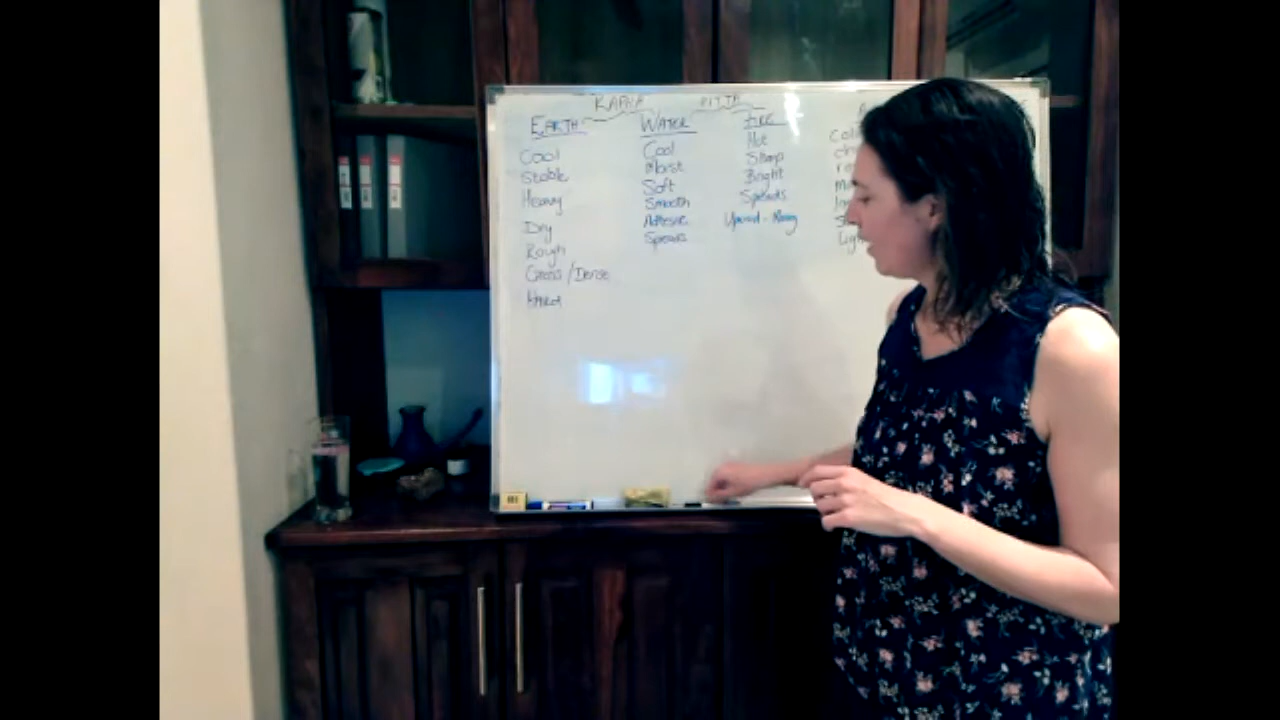 KAPHA PITTA
EARTH WATER FIRE
Cool
Stable
Heavy
Dry
Rough
Gross / Dense
Hard
Cool
Moist
Soft
Smooth
Adhesive
Spreads
Hot
Sharp
Bright
Spreads
Upward - Moving